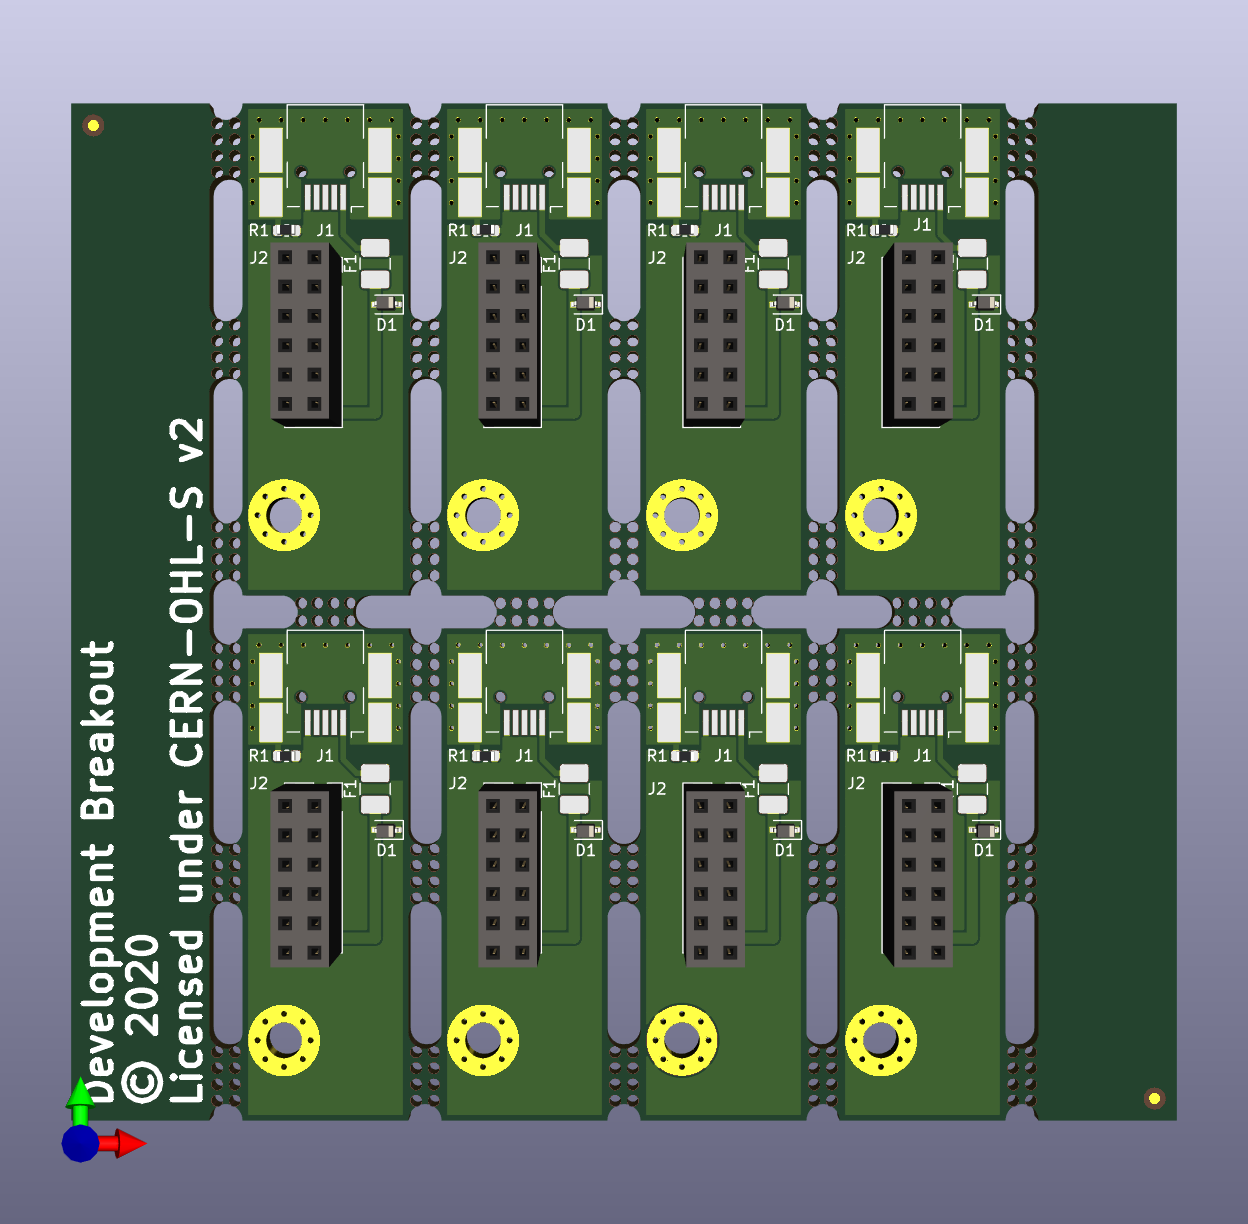 Development Breakout
© 2020
Licensed under CERN-OHL-S v2
R1 J1 R1 J1 R1 J1 R1 J1
J2 F1 J2 F1 J2 F1 J2
D1 D1 D1 D1
R1 J1 R1 J1 R1 J1 R1 J1
J2 F1 J2 F1 J2 F1 J2
D1 D1 D1 D1